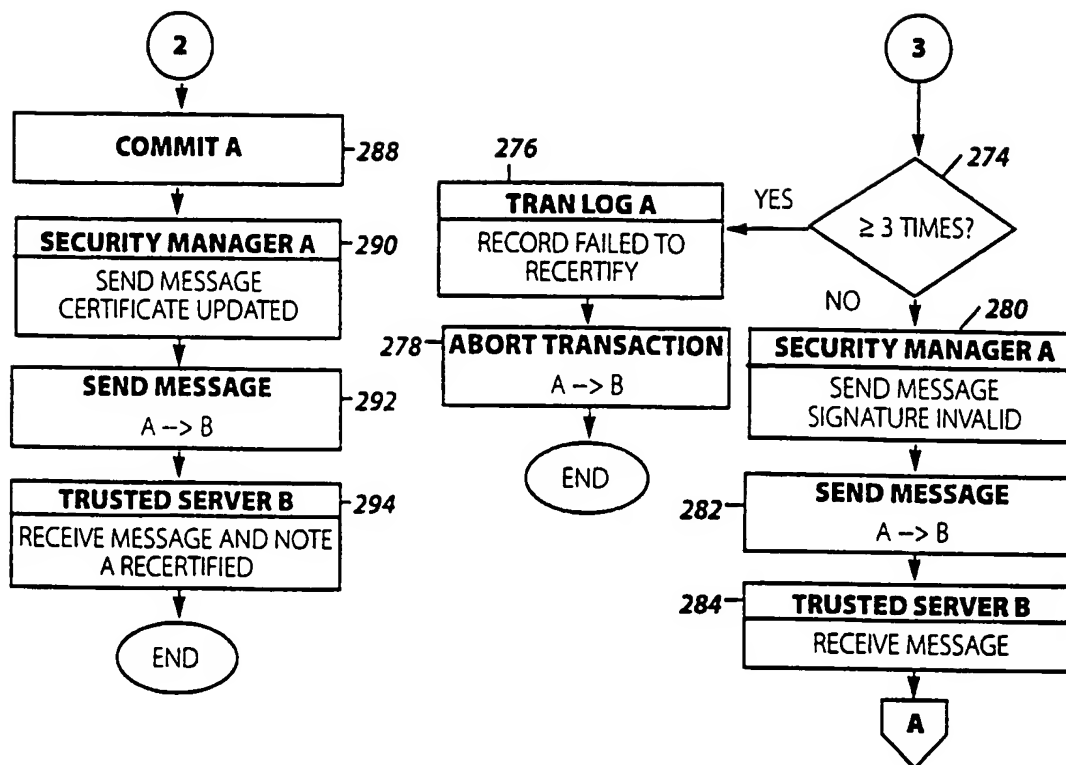 2
COMMIT A
288
SECURITY MANAGER A
290
SEND MESSAGE
CERTIFICATE UPDATED
SEND MESSAGE
292
A --> B
TRUSTED SERVER B
294
RECEIVE MESSAGE AND NOTE
A RECERTIFIED
END
3
274
≥ 3 TIMES?
YES
NO
276
TRAN LOG A
RECORD FAILED TO
RECERTIFY
278
ABORT TRANSACTION
A --> B
END
280
SECURITY MANAGER A
SEND MESSAGE
SIGNATURE INVALID
SEND MESSAGE
282
A --> B
284
TRUSTED SERVER B
RECEIVE MESSAGE
A